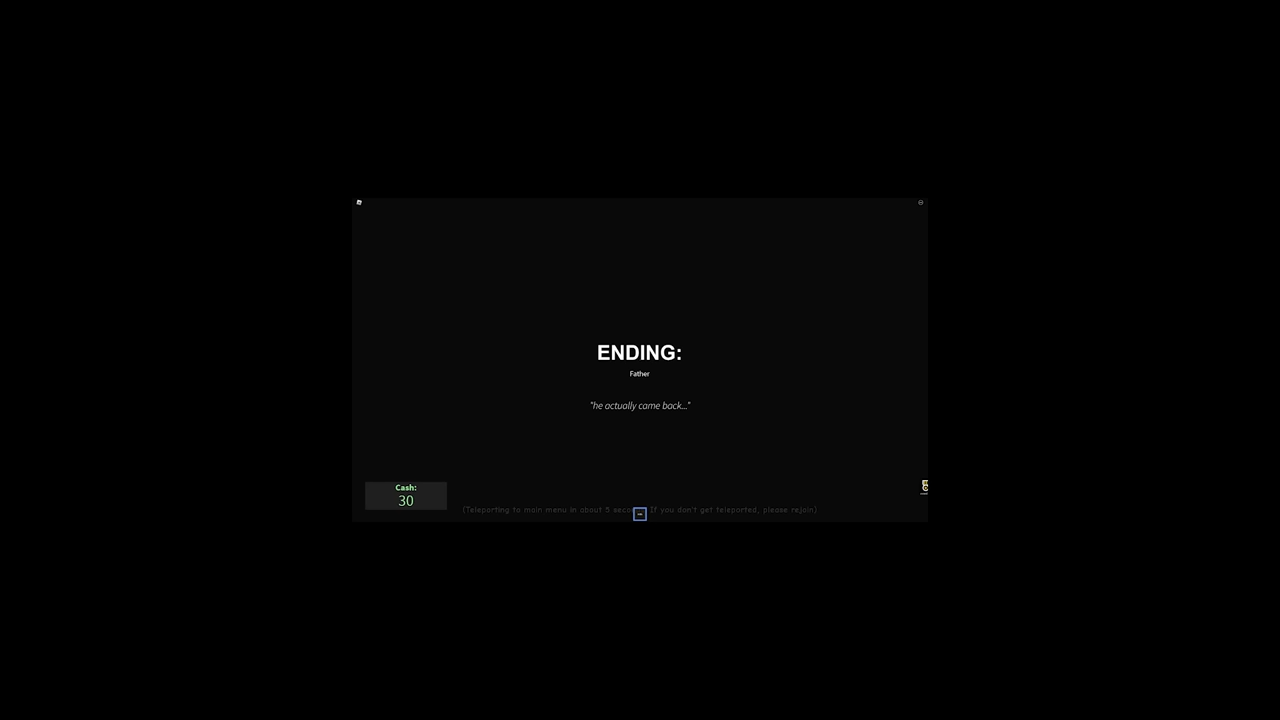 ENDING:
Father
"he actually came back..."
Cash:
30
(Teleporting to main menu in about 5 If you don't get teleported, please rejoin)